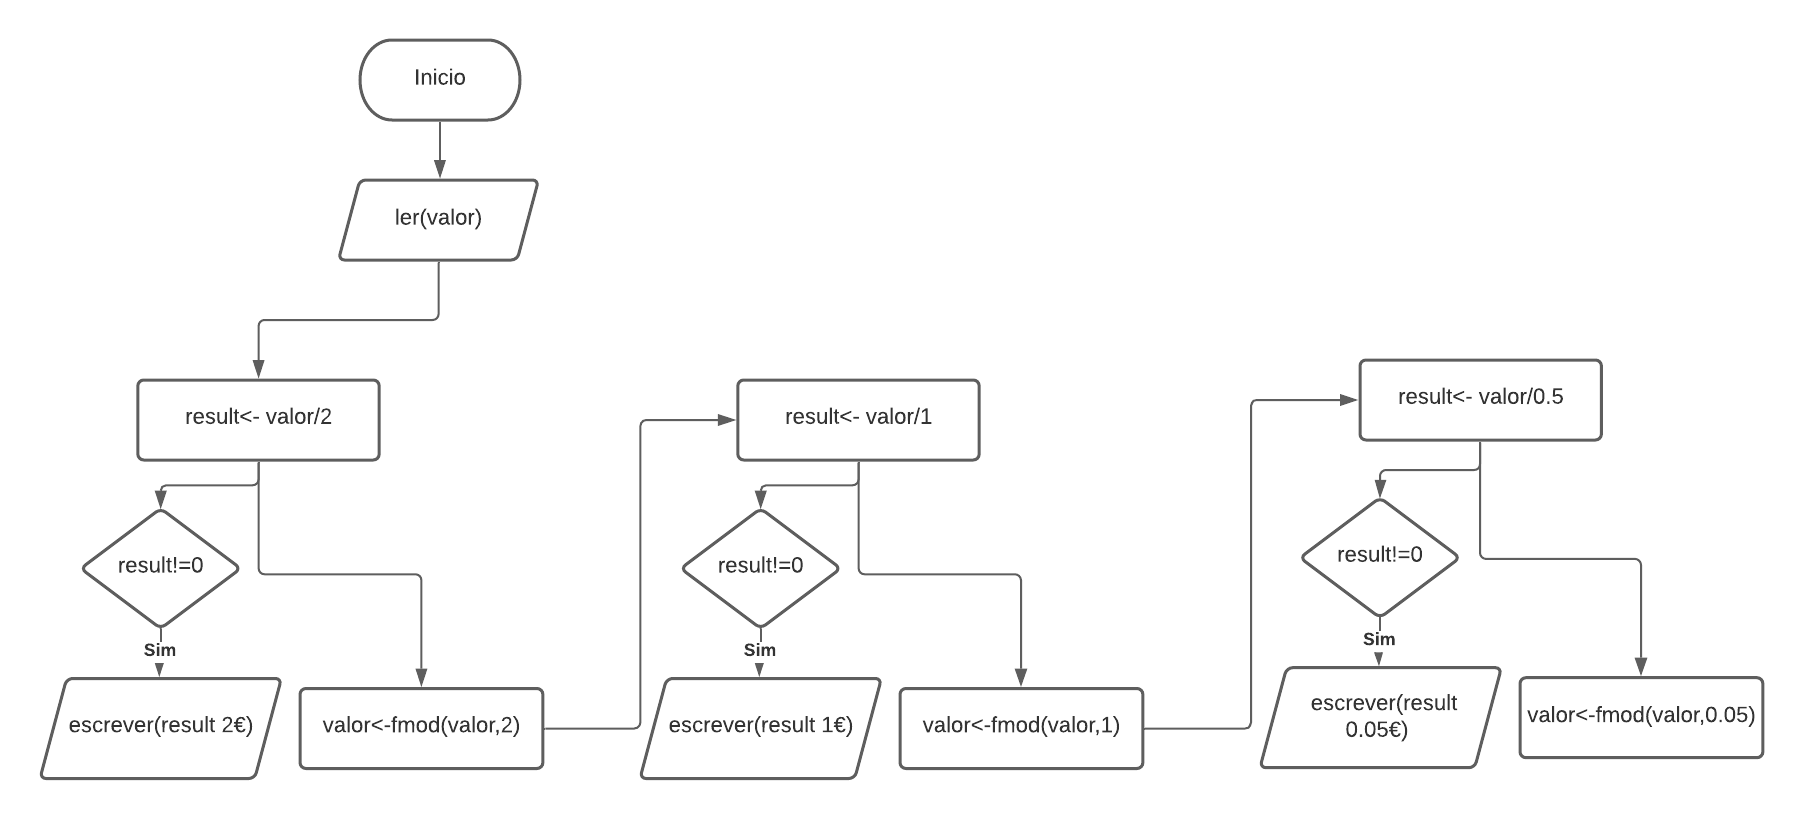 Inicio
ler(valor)
result<- valor/2
result!=0
Sim
escrever(result 2€)
valor<-fmod(valor,2)
result<- valor/1
result!=0
Sim
escrever(result 1€)
valor<-fmod(valor,1)
result<- valor/0.5
result!=0
Sim
escrever(result
0.05€)
valor<-fmod(valor,0.05)